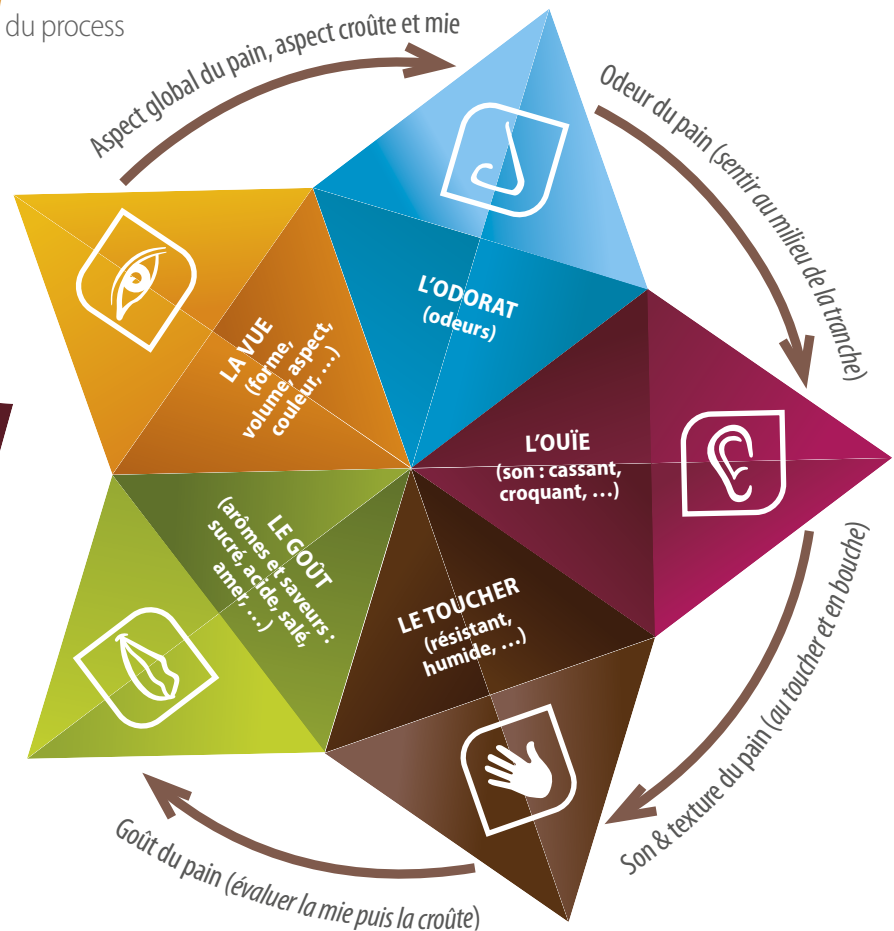 du process
Aspect global du pain, aspect croûte et mie
Odeur du pain (sentir au milieu de la tranche)
L'ODORAT
(odeurs)
LA VUE
(forme,
volume, aspect,
couleur, …)
L'OUÏE
(son : cassant,
croquant, …)
LE GOÛT
(arômes et saveurs :
sucré, acide, salé,
amer, …)
LE TOUCHER
(résistant,
humide, …)
Son & texture du pain (au toucher et en bouche)
Goût du pain (évaluer la mie puis la croûte)